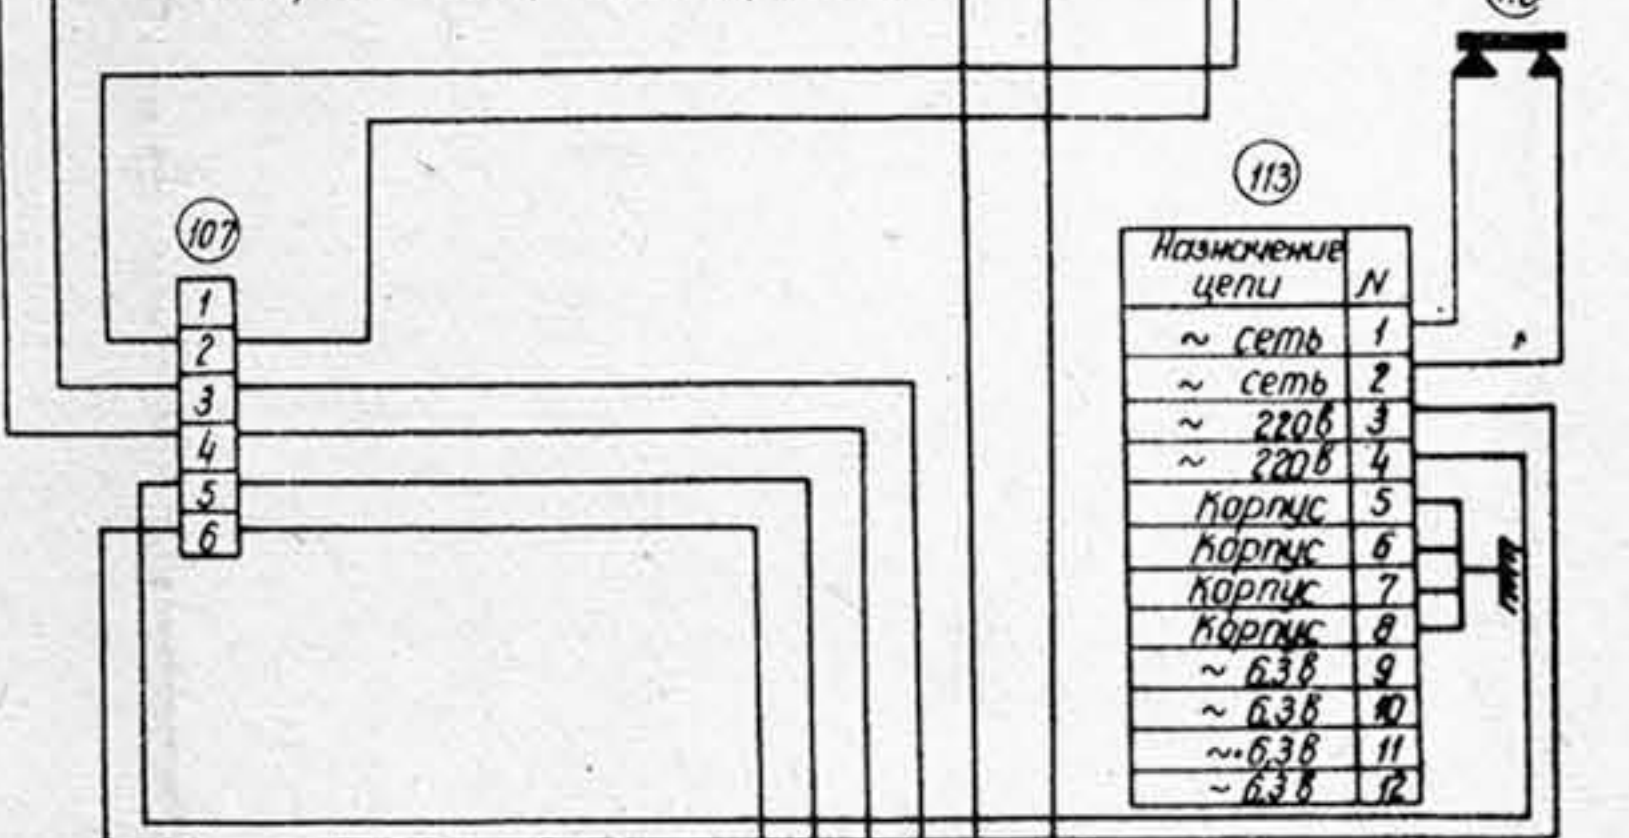 113
107
Назначение
цепи N
~ сеть 1
~ сеть 2
~ 220в 3
~ 220в 4
Корпус 5
Корпус 6
Корпус 7
Корпус 8
~ 6,3в 9
~ 6,3в 10
~ 6,3в 11
~ 6,3в 12
1
2
3
4
5
6